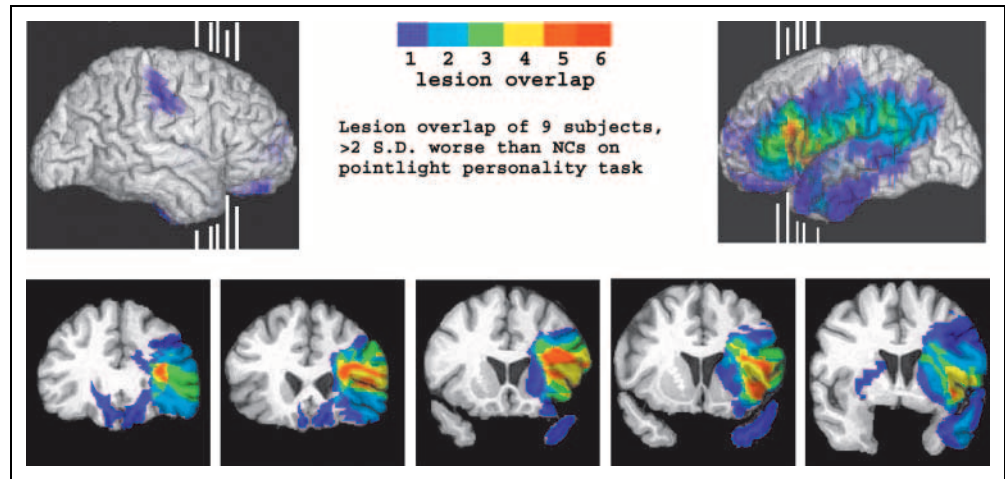 1 2 3 4 5 6
lesion overlap
Lesion overlap of 9 subjects,
>2 S.D. worse than NCs on
pointlight personality task